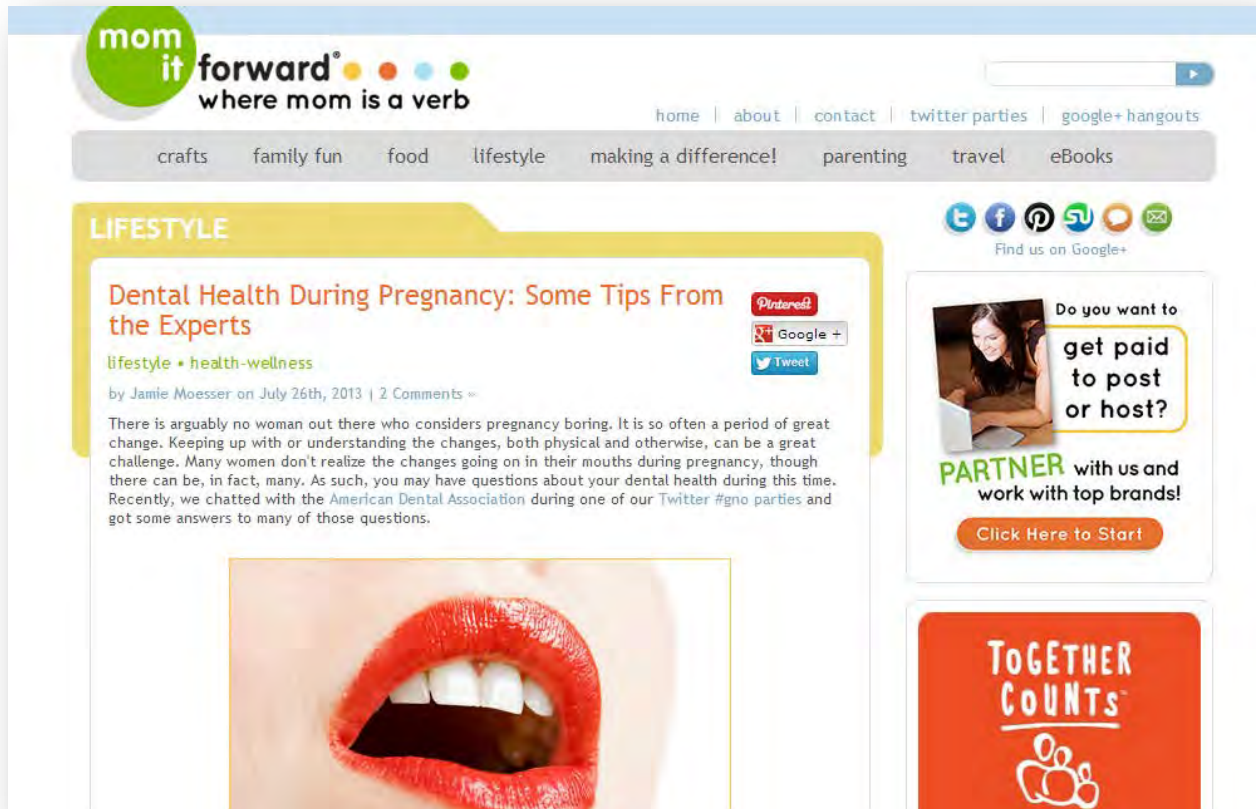 mom
it forward®
where mom is a verb
home | about | contact | twitter parties | google+ hangouts
crafts family fun food lifestyle making a difference! parenting travel eBooks
LIFESTYLE
Dental Health During Pregnancy: Some Tips From
the Experts
lifestyle • health-wellness
by Jamie Moesser on July 26th, 2013 | 2 Comments »
There is arguably no woman out there who considers pregnancy boring. It is so often a period of great
change. Keeping up with or understanding the changes, both physical and otherwise, can be a great
challenge. Many women don't realize the changes going on in their mouths during pregnancy, though
there can be, in fact, many. As such, you may have questions about your dental health during this time.
Recently, we chatted with the American Dental Association during one of our Twitter #gno parties and
got some answers to many of those questions.
Pinterest
Google +
Tweet
Find us on Google+
Do you want to
get paid
to post
or host?
PARTNER with us and
work with top brands!
Click Here to Start
TOGETHER
COUNTS™